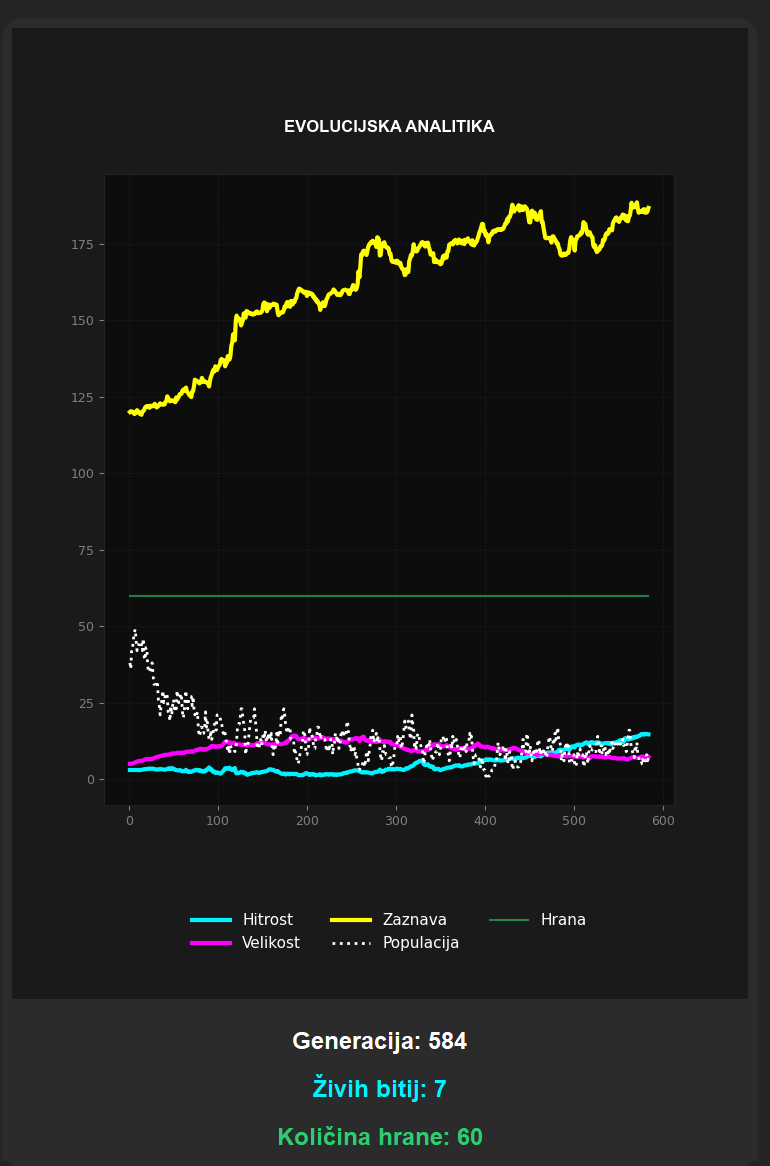 EVOLUCIJSKA ANALITIKA
175
150
125
100
75
50
25
0
0 100 200 300 400 500 600
Hitrost Zaznava Hrana
Velikost Populacija
Generacija: 584
Živih bitij: 7
Količina hrane: 60